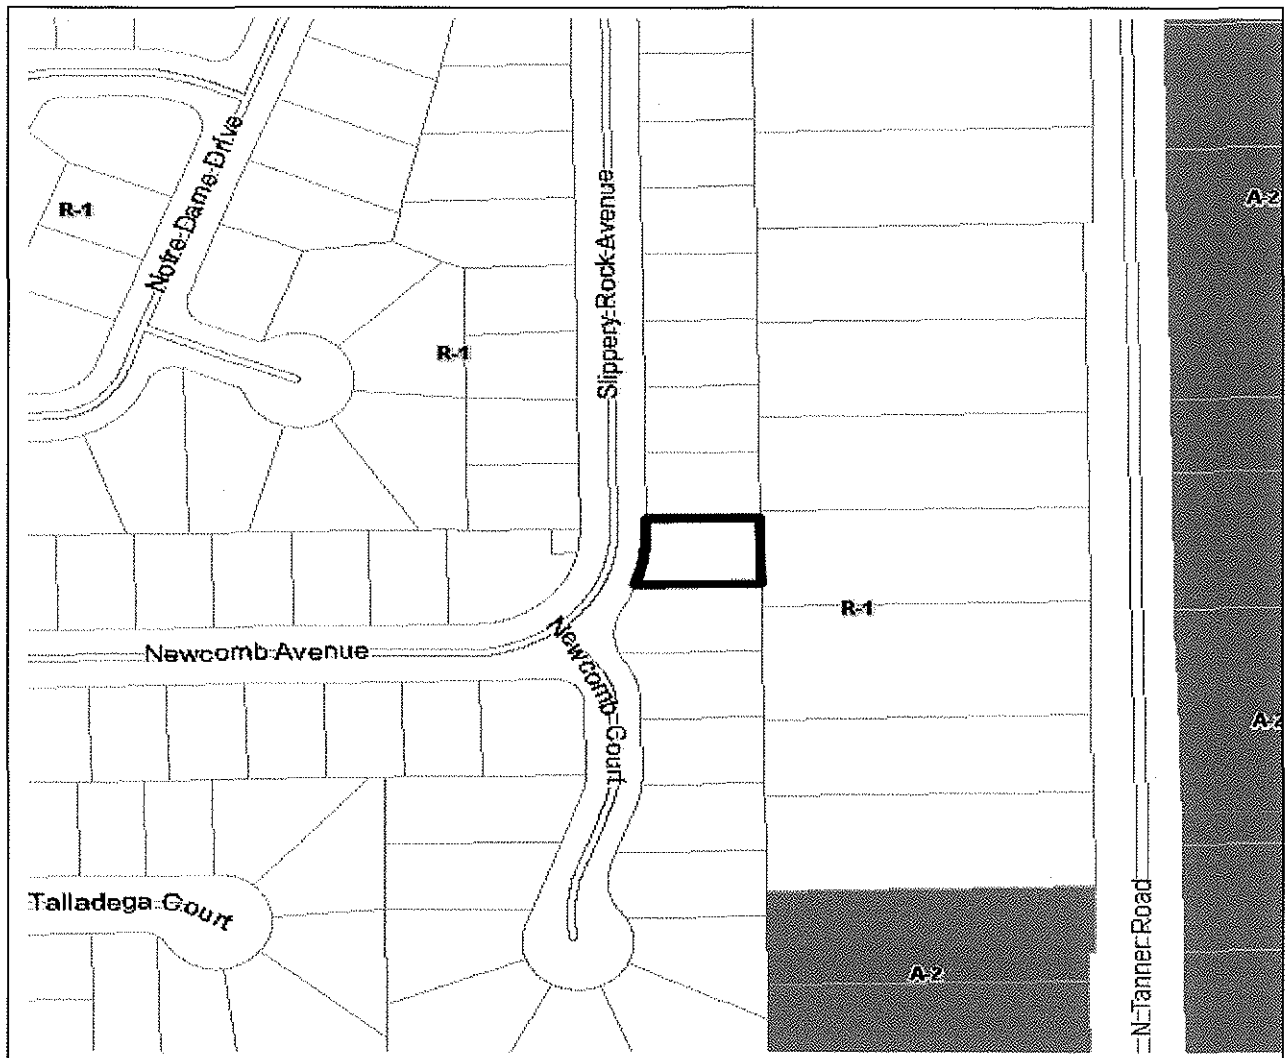 A-2
R-1
Notre Dame Drive
Slippery Rock Avenue
R-1
R-1
Newcomb Avenue
Newcomb Court
A-2
Talladega Court
N Tanner Road
A-2